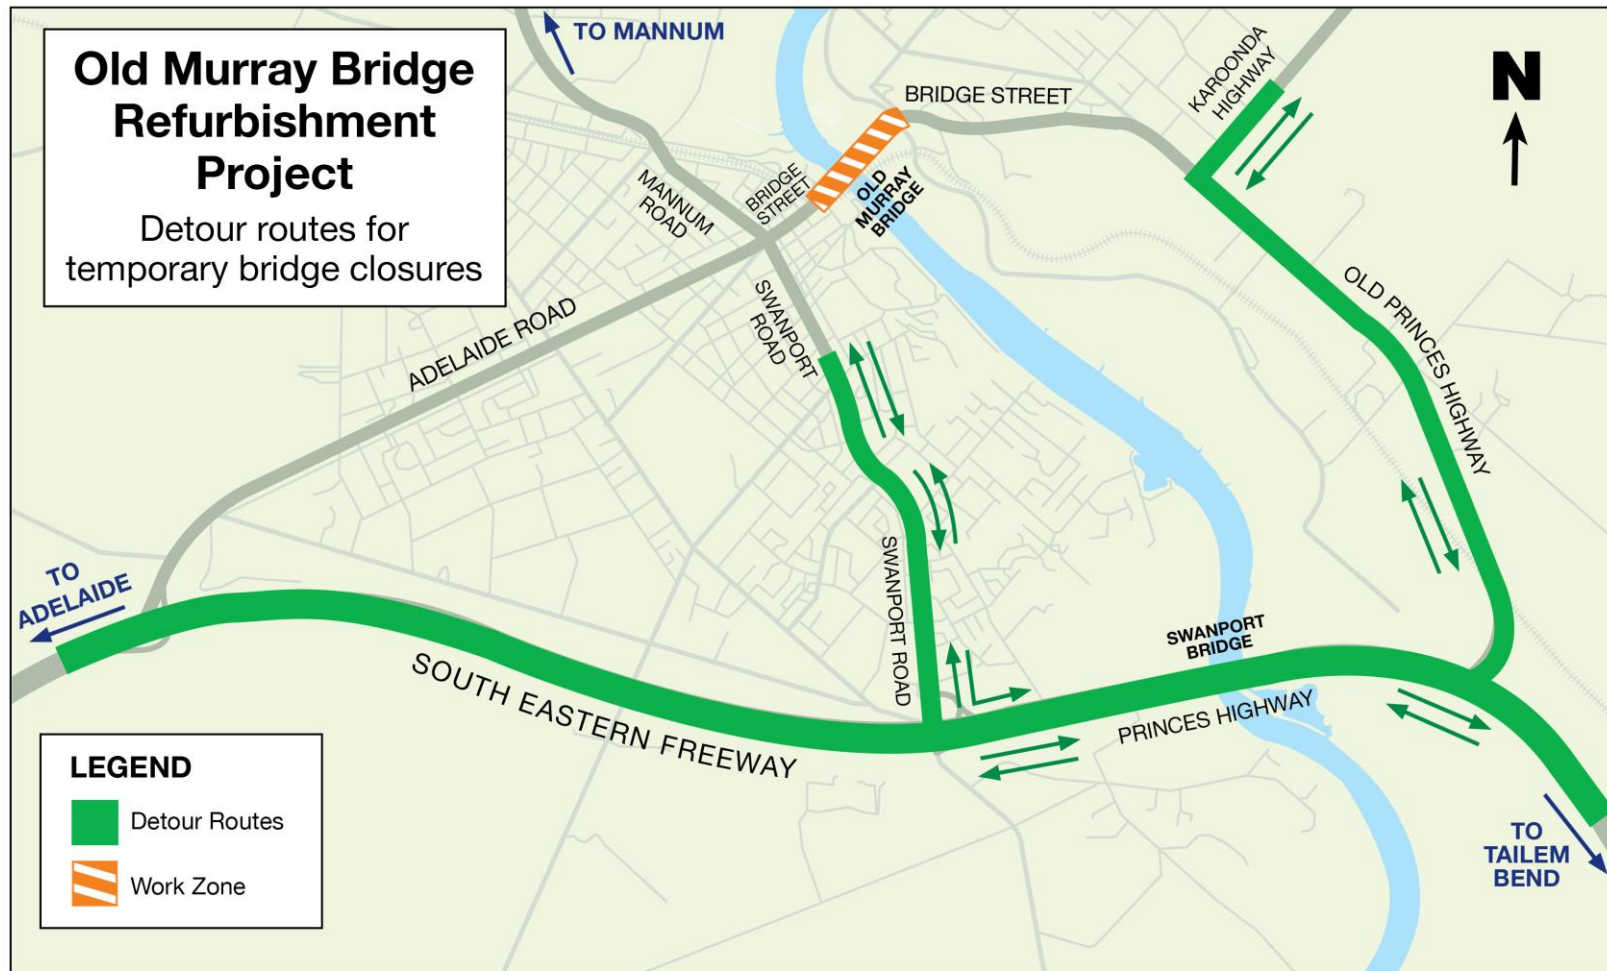 Old Murray Bridge
Refurbishment
Project
Detour routes for
temporary bridge closures
TO MANNUM
BRIDGE STREET
KAROONDA
HIGHWAY
N
MANNUM
ROAD
BRIDGE
STREET
OLD
MURRAY
BRIDGE
ADELAIDE ROAD
SWANPORT
ROAD
OLD PRINCES HIGHWAY
TO
ADELAIDE
SWANPORT ROAD
SWANPORT
BRIDGE
SOUTH EASTERN FREEWAY
PRINCES HIGHWAY
LEGEND
Detour Routes
Work Zone
TO
TAILEM
BEND